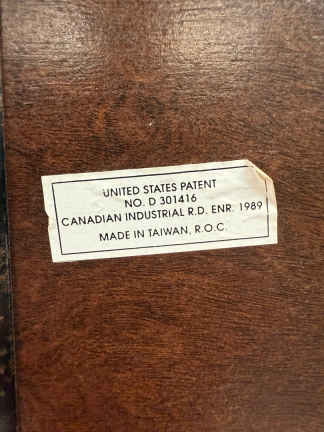 UNITED STATES PATENT
NO. D 301416
CANADIAN INDUSTRIAL R.D. ENR. 1989
MADE IN TAIWAN, R.O.C.